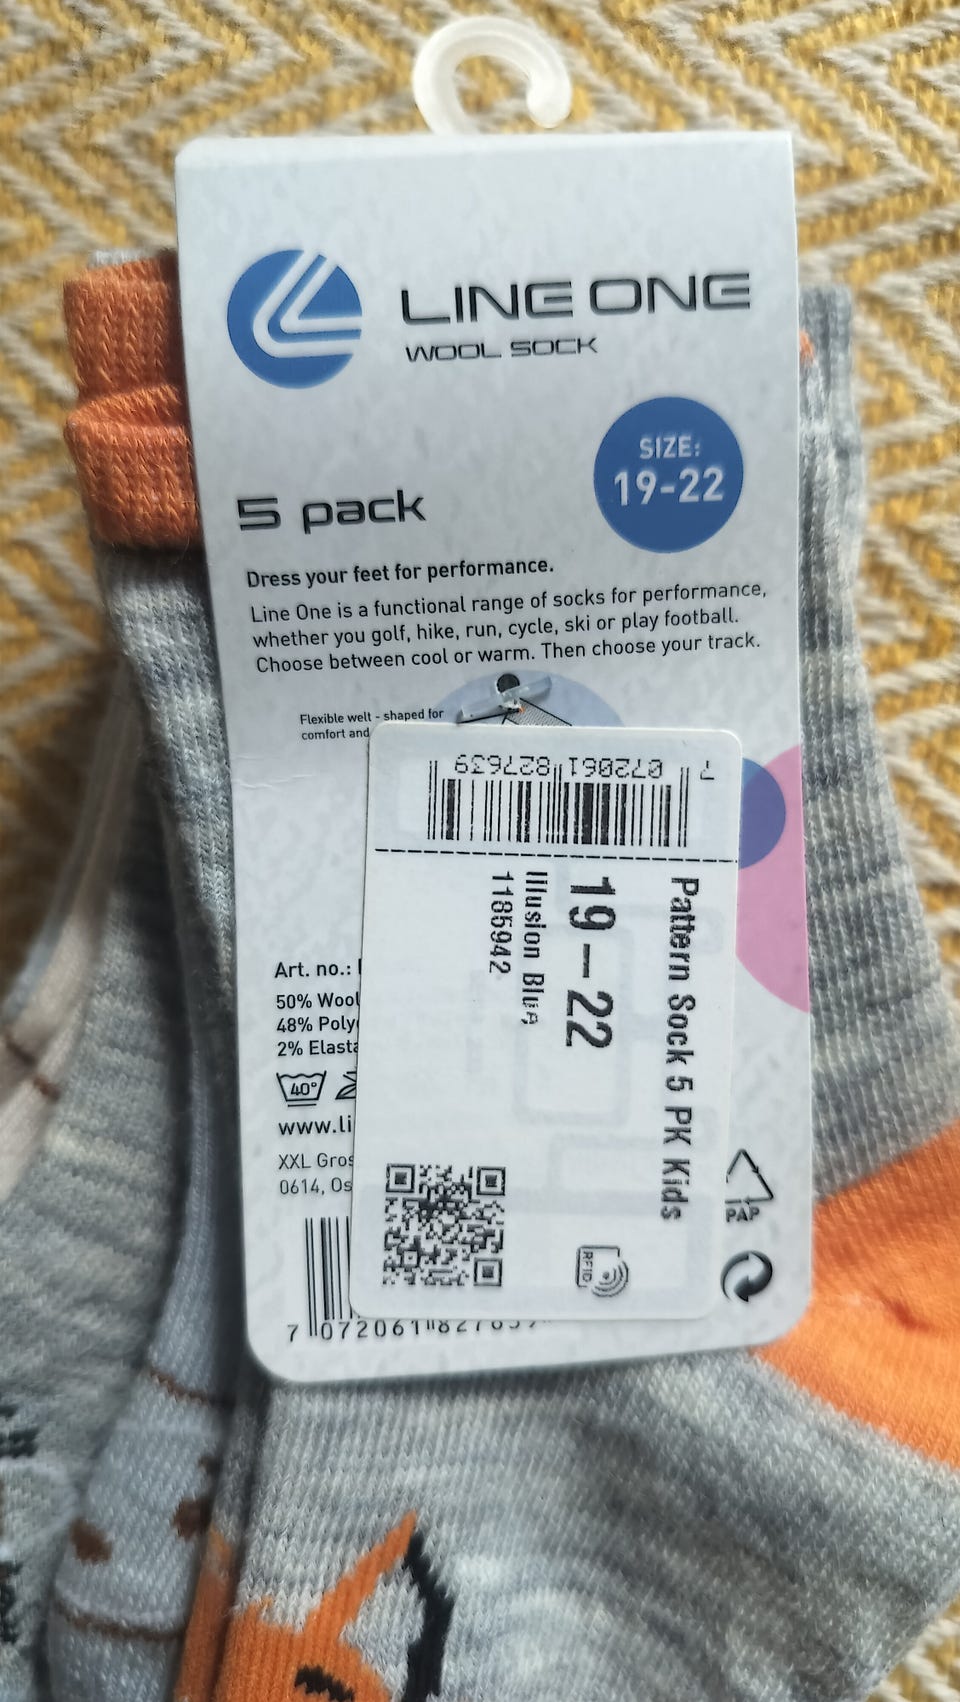 LINE ONE
WOOL SOCK
SIZE:
19-22
5 pack
Dress your feet for performance.
Line One is a functional range of socks for performance,
whether you golf, hike, run, cycle, ski or play football.
Choose between cool or warm. Then choose your track.
Flexible welt - shaped for
comfort and
7 072061 827639
Pattern Sock 5 PK Kids
19-22
Illusion Blue
1185942
RFID
Art. no.:
50% Wool
48% Poly
2% Elasta
40°
www.li
XXL Gros
0614, Os
PAP
7 072061 827639